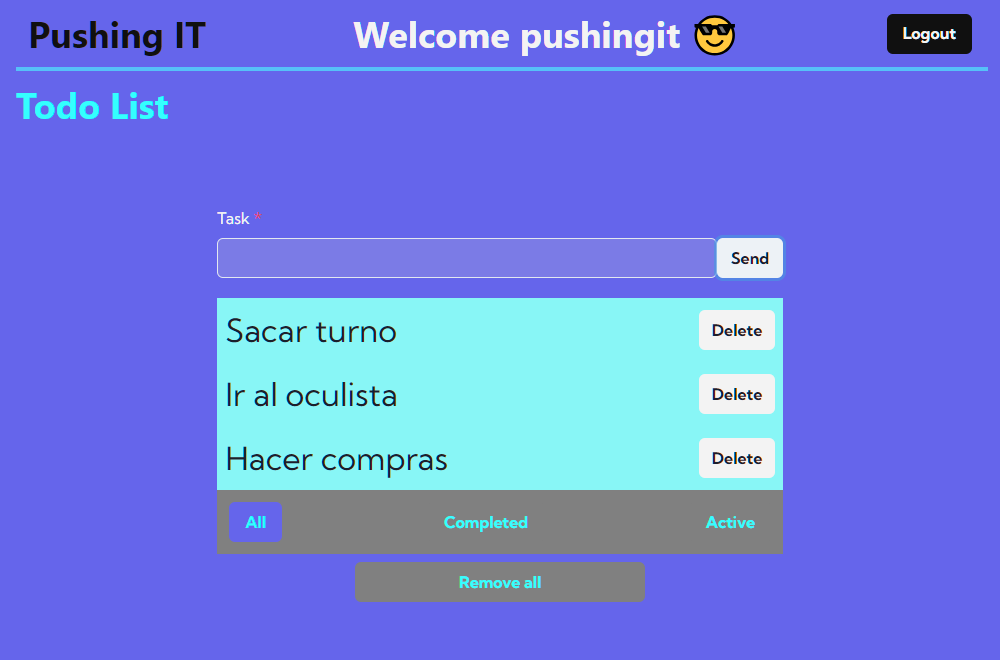 Pushing IT
Welcome pushingit 😎
Logout
Todo List
Task *
Send
Sacar turno
Delete
Ir al oculista
Delete
Hacer compras
Delete
All
Completed
Active
Remove all